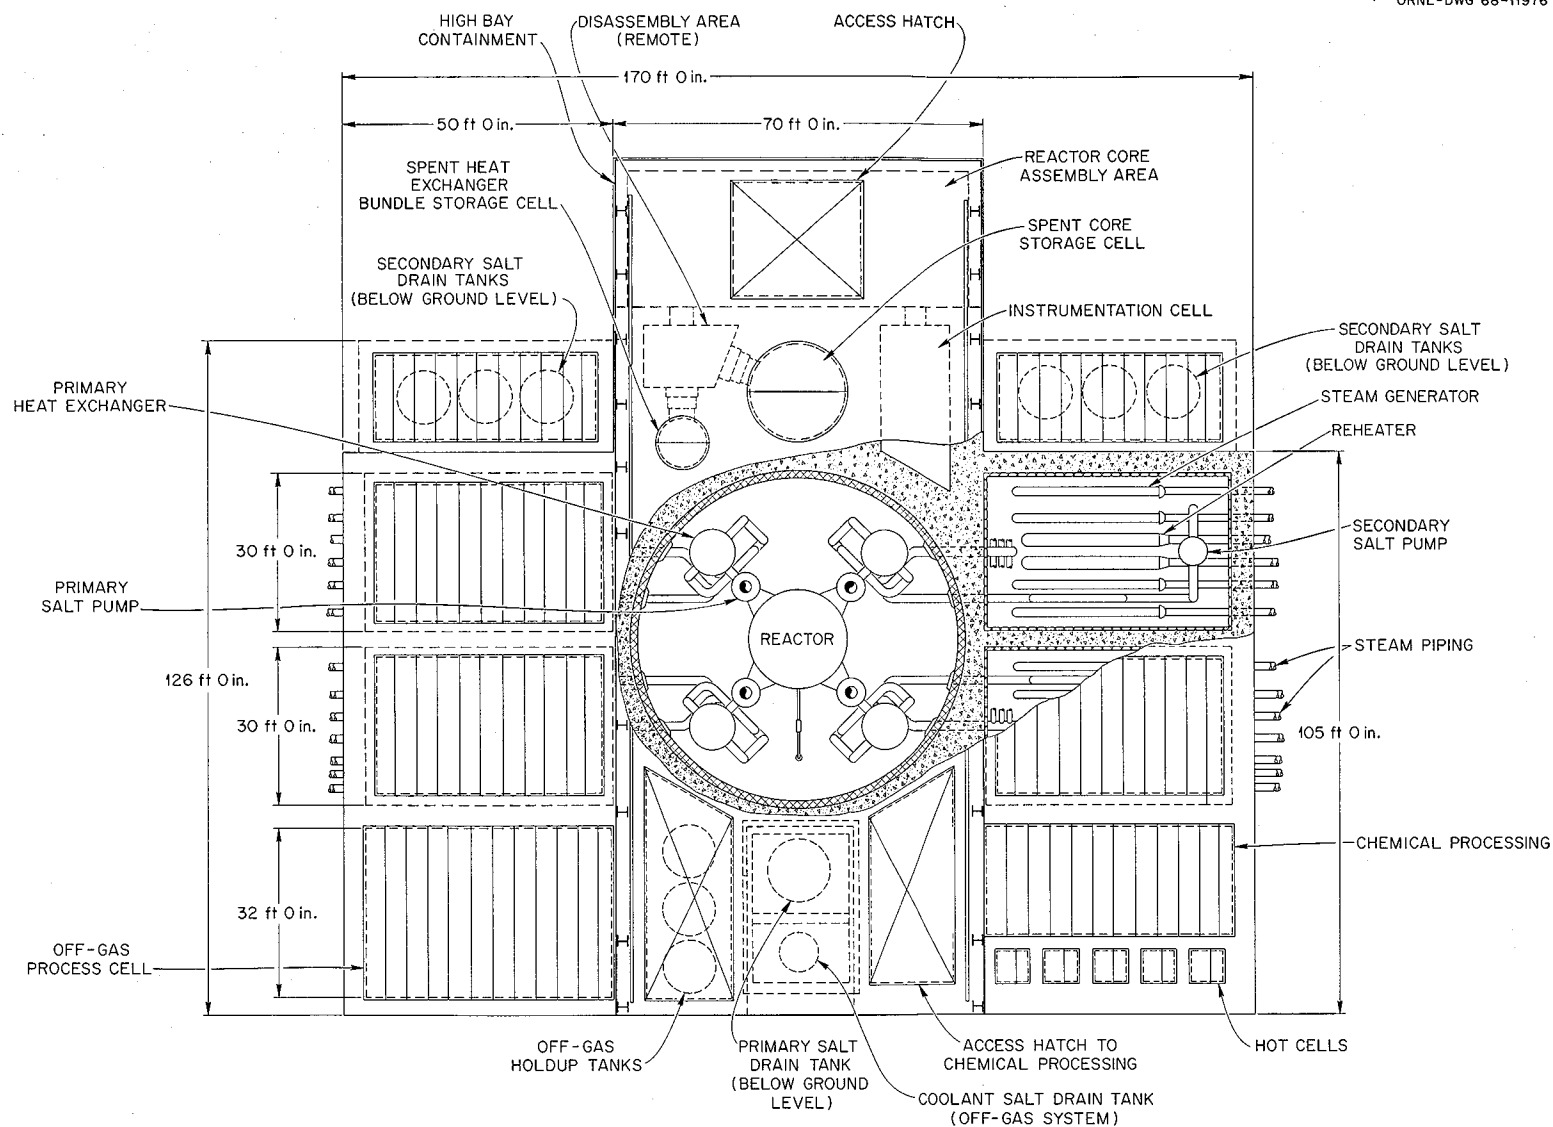 ORNL-DWG 68-11976
HIGH BAY
CONTAINMENT
DISASSEMBLY AREA
(REMOTE)
ACCESS HATCH
170 ft 0 in.
50 ft 0 in.
70 ft 0 in.
SPENT HEAT
EXCHANGER
BUNDLE STORAGE CELL
REACTOR CORE
ASSEMBLY AREA
SPENT CORE
STORAGE CELL
SECONDARY SALT
DRAIN TANKS
(BELOW GROUND LEVEL)
INSTRUMENTATION CELL
SECONDARY SALT
DRAIN TANKS
(BELOW GROUND LEVEL)
PRIMARY
HEAT EXCHANGER
STEAM GENERATOR
REHEATER
SECONDARY
SALT PUMP
30 ft 0 in.
PRIMARY
SALT PUMP
REACTOR
STEAM PIPING
126 ft 0 in.
30 ft 0 in.
105 ft 0 in.
CHEMICAL PROCESSING
32 ft 0 in.
OFF-GAS
PROCESS CELL
OFF-GAS
HOLDUP TANKS
PRIMARY SALT
DRAIN TANK
(BELOW GROUND
LEVEL)
ACCESS HATCH TO
CHEMICAL PROCESSING
HOT CELLS
COOLANT SALT DRAIN TANK
(OFF-GAS SYSTEM)